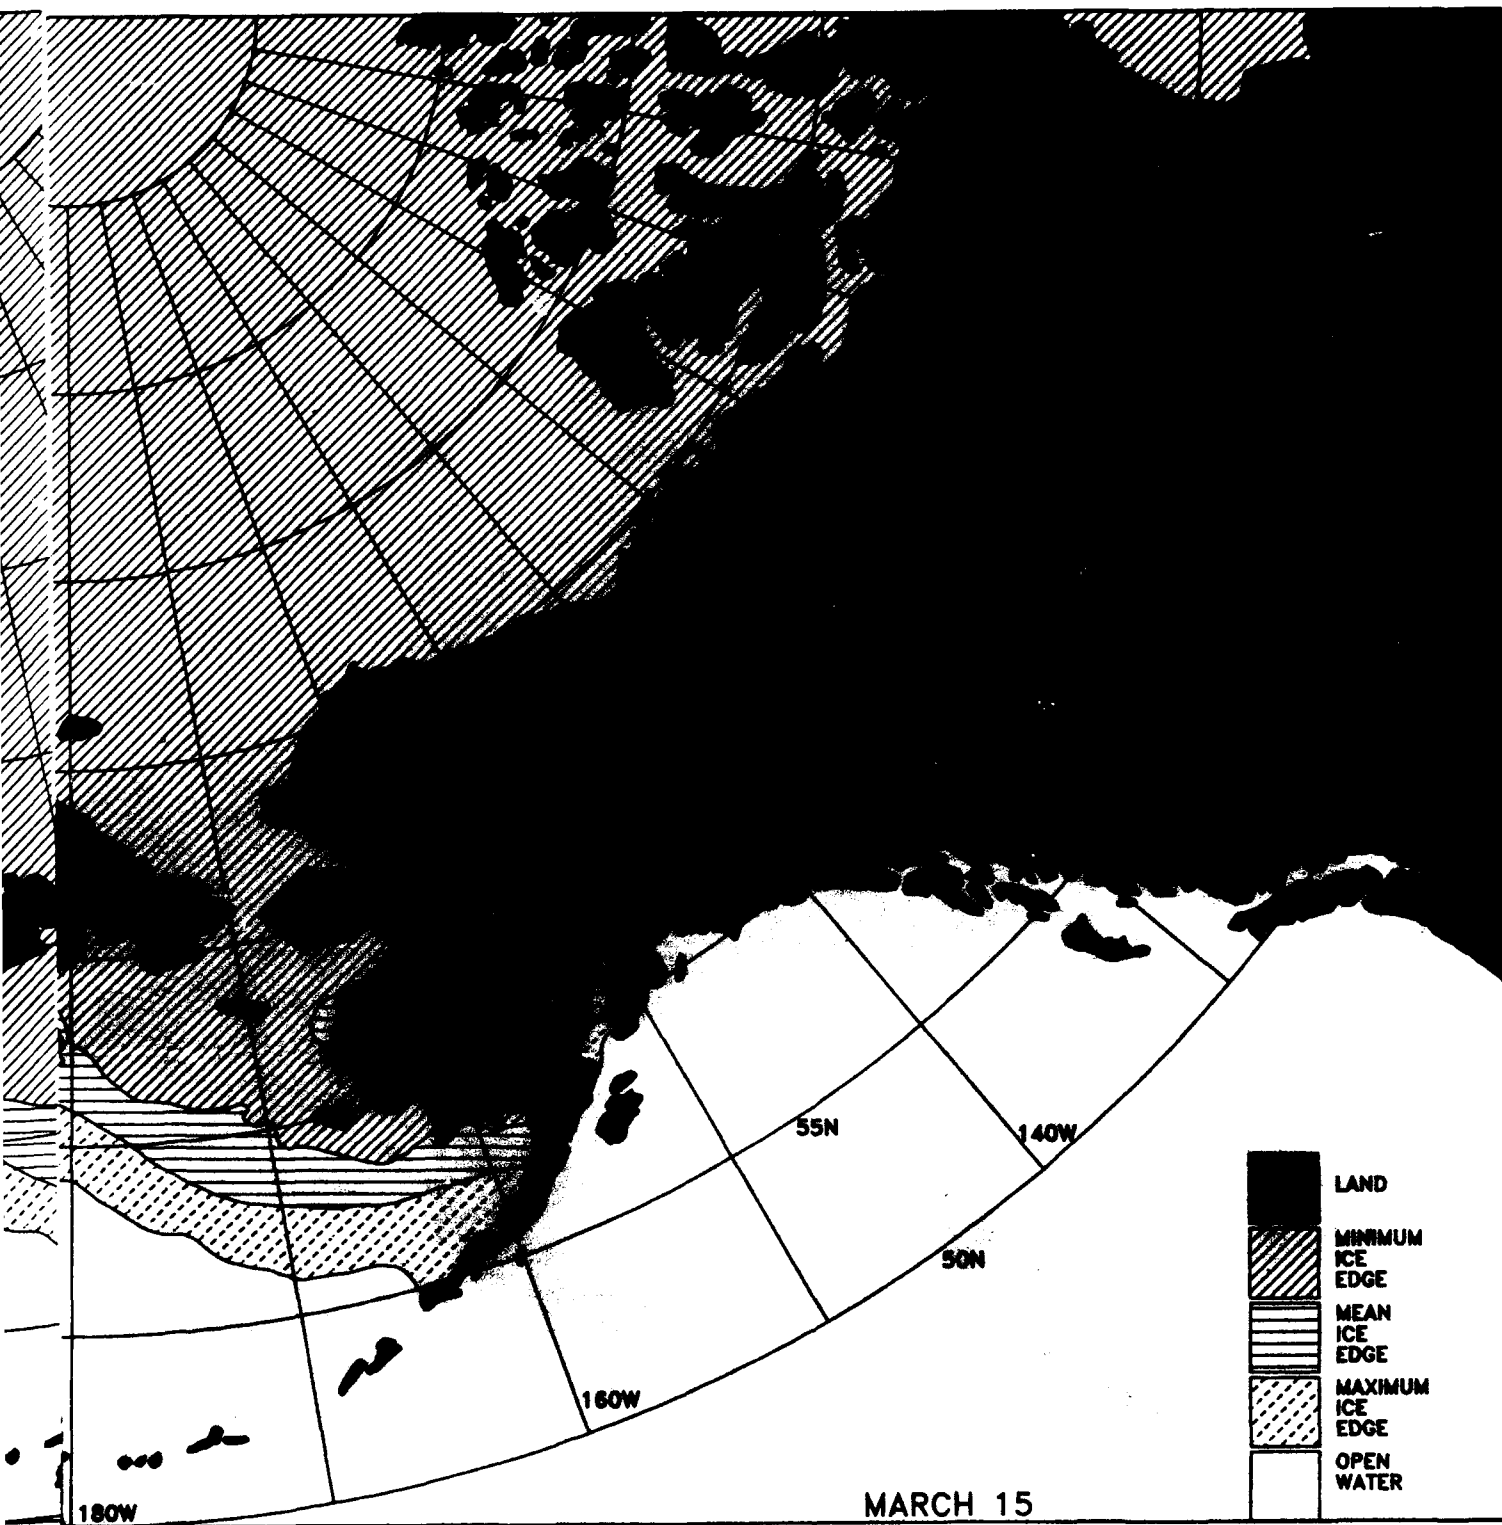 55N
140W
50N
160W
180W
MARCH 15
LAND
MINIMUM
ICE
EDGE
MEAN
ICE
EDGE
MAXIMUM
ICE
EDGE
OPEN
WATER